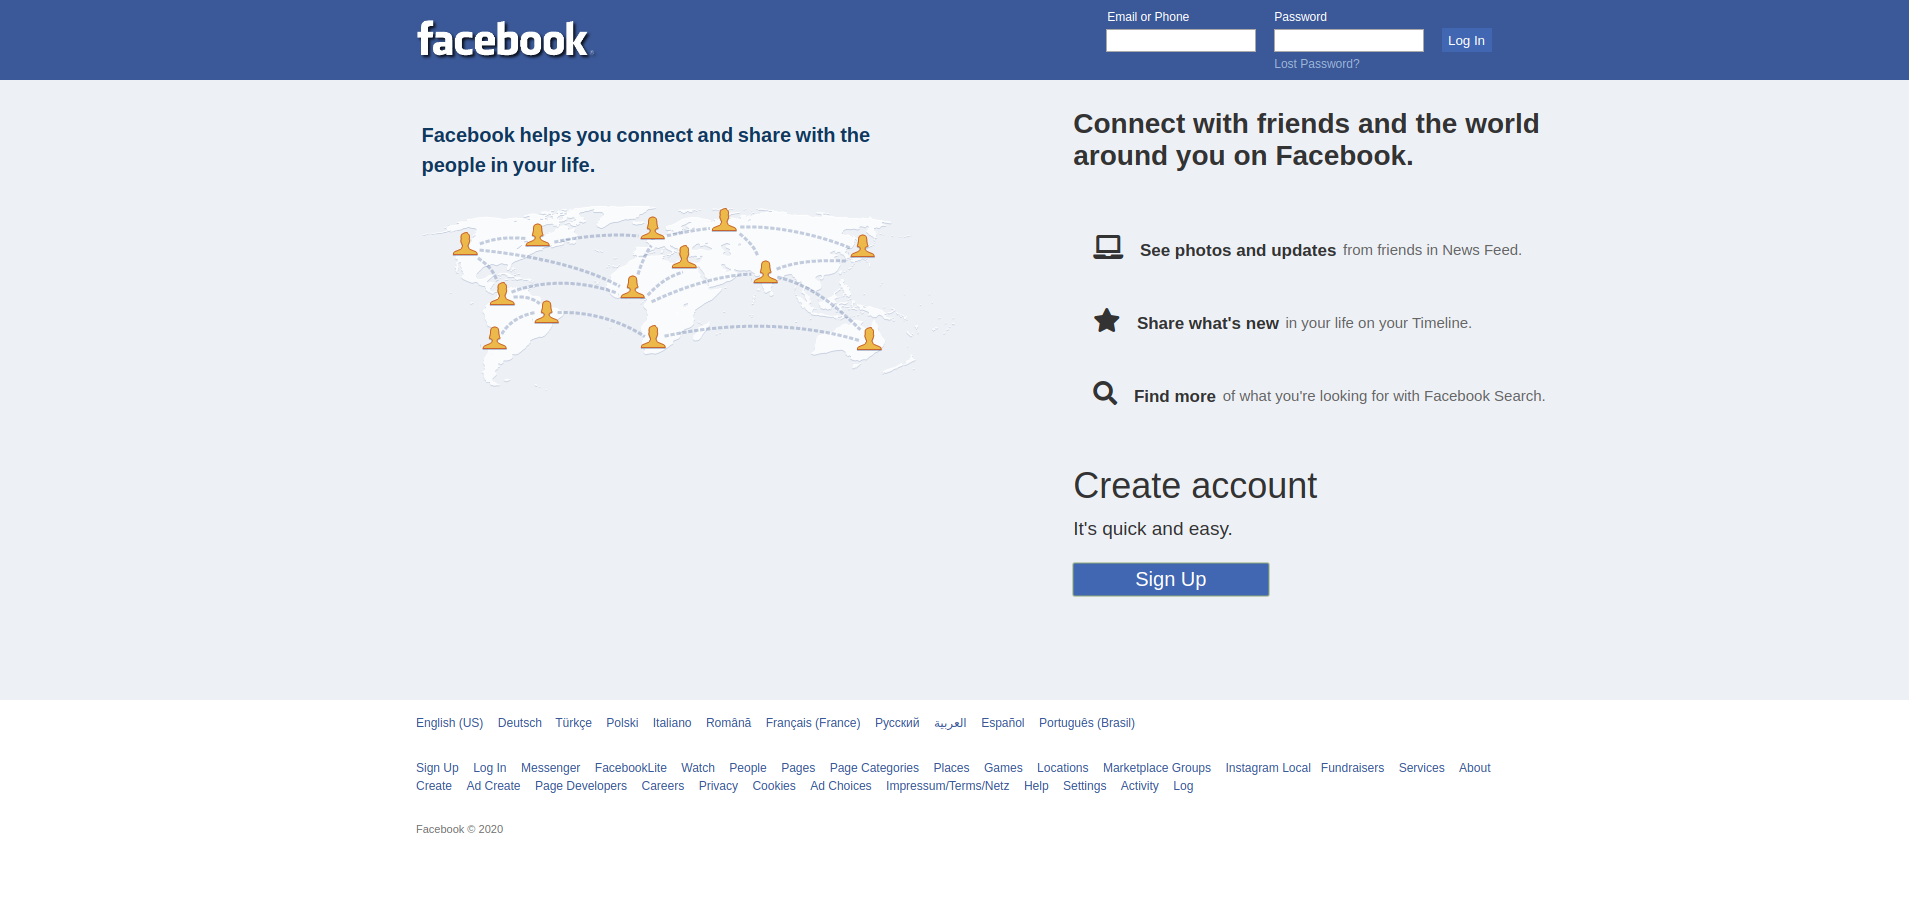 facebook
Email or Phone
Password
Log In
Lost Password?
Facebook helps you connect and share with the
people in your life.
Connect with friends and the world
around you on Facebook.
See photos and updates from friends in News Feed.
Share what's new in your life on your Timeline.
Find more of what you're looking for with Facebook Search.
Create account
It's quick and easy.
Sign Up
English (US) Deutsch Türkçe Polski Italiano Română Français (France) Русский العربية Español Português (Brasil)
Sign Up Log In Messenger FacebookLite Watch People Pages Page Categories Places Games Locations Marketplace Groups Instagram Local Fundraisers Services About
Create Ad Create Page Developers Careers Privacy Cookies Ad Choices Impressum/Terms/Netz Help Settings Activity Log
Facebook © 2020